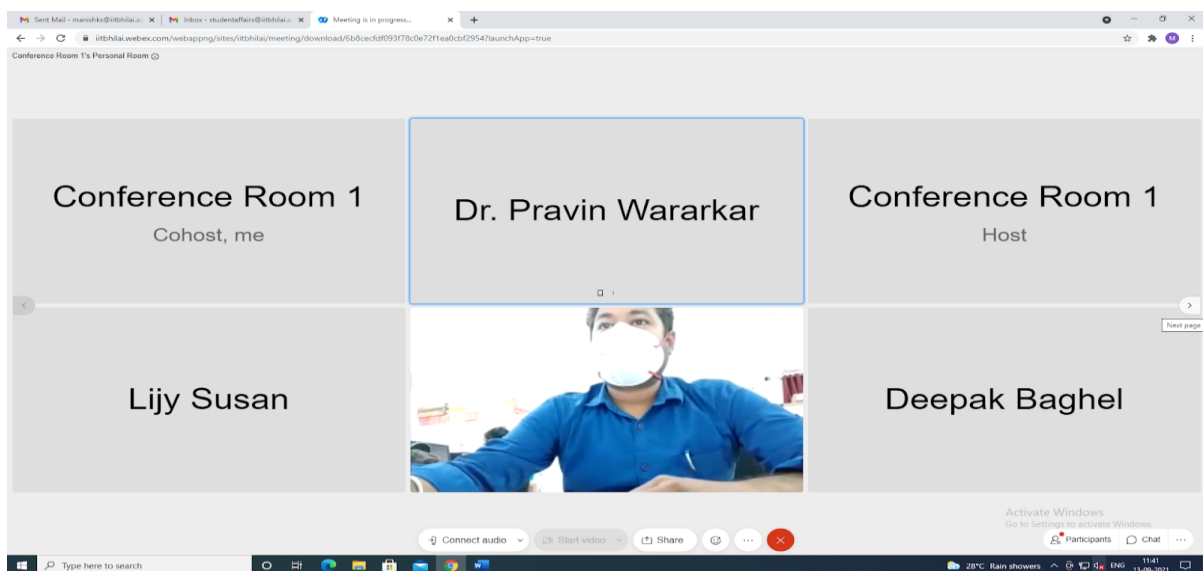 Sent Mail - manishks@iitbhilai.ac
Inbox - studentaffairs@iitbhilai.a
Meeting is in progress...
iitbhilai.webex.com/webappng/sites/iitbhilai/meeting/download/6b8cecfdf093f78c0e72f1ea0cbf2954?launchApp=true
M
Conference Room 1's Personal Room
Conference Room 1
Cohost, me
Dr. Pravin Wararkar
Conference Room 1
Host
Next page
Lijy Susan
Deepak Baghel
Activate Windows
Go to Settings to activate Windows.
Connect audio
Start video
Share
Participants
Chat
Type here to search
28°C Rain showers
ENG
11:41
13-09-2021